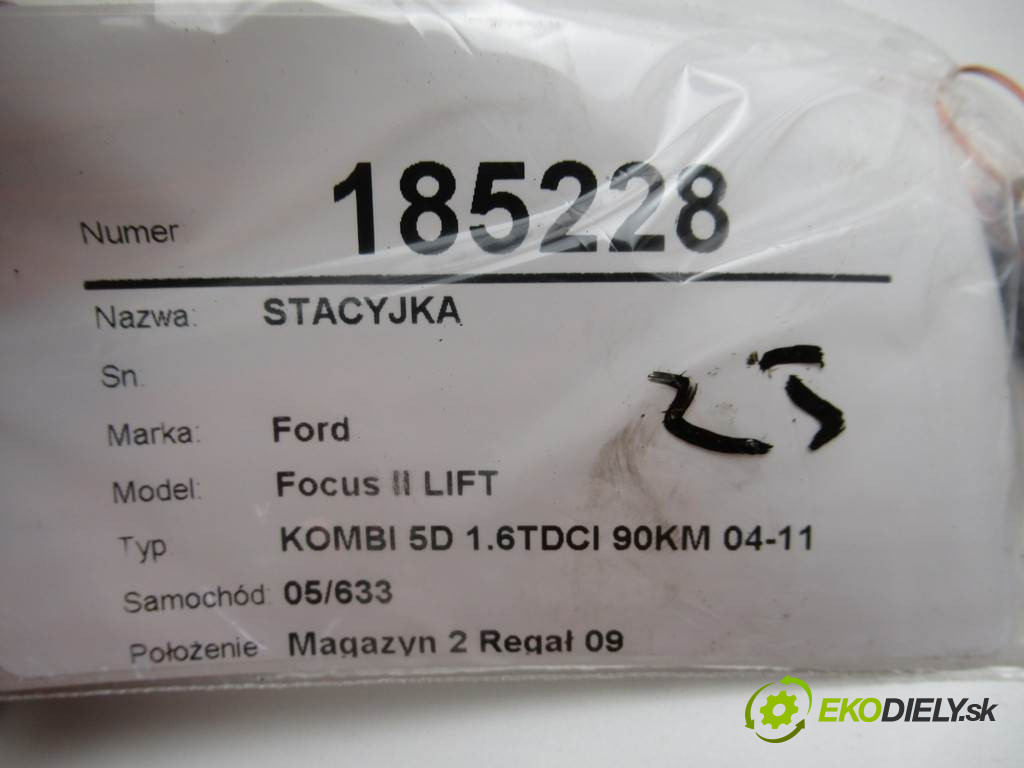 Numer 185228
Nazwa: STACYJKA
Sn:
Marka: Ford
Model: Focus II LIFT
Typ KOMBI 5D 1.6TDCI 90KM 04-11
Samochód: 05/633
Położenie Magazyn 2 Regał 09
EKODIELY.sk